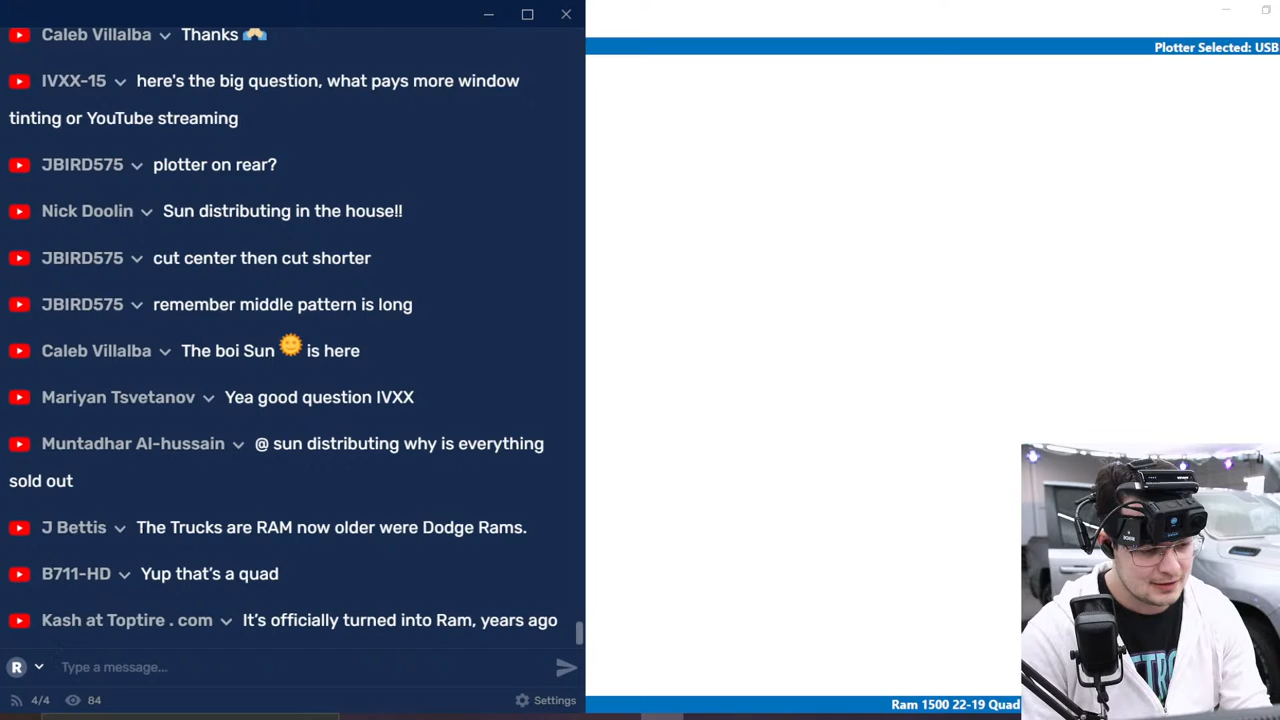 Caleb Villalba Thanks 🙏🏼
Plotter Selected: USB
IVXX-15 here's the big question, what pays more window
tinting or YouTube streaming
JBIRD575 plotter on rear?
Nick Doolin Sun distributing in the house!!
JBIRD575 cut center then cut shorter
JBIRD575 remember middle pattern is long
Caleb Villalba The boi Sun 🌞 is here
Mariyan Tsvetanov Yea good question IVXX
Muntadhar Al-hussain @ sun distributing why is everything
sold out
J Bettis The Trucks are RAM now older were Dodge Rams.
B711-HD Yup that's a quad
Kash at Toptire . com It's officially turned into Ram, years ago
R Type a message...
4/4 84 Settings
Ram 1500 22-19 Quad